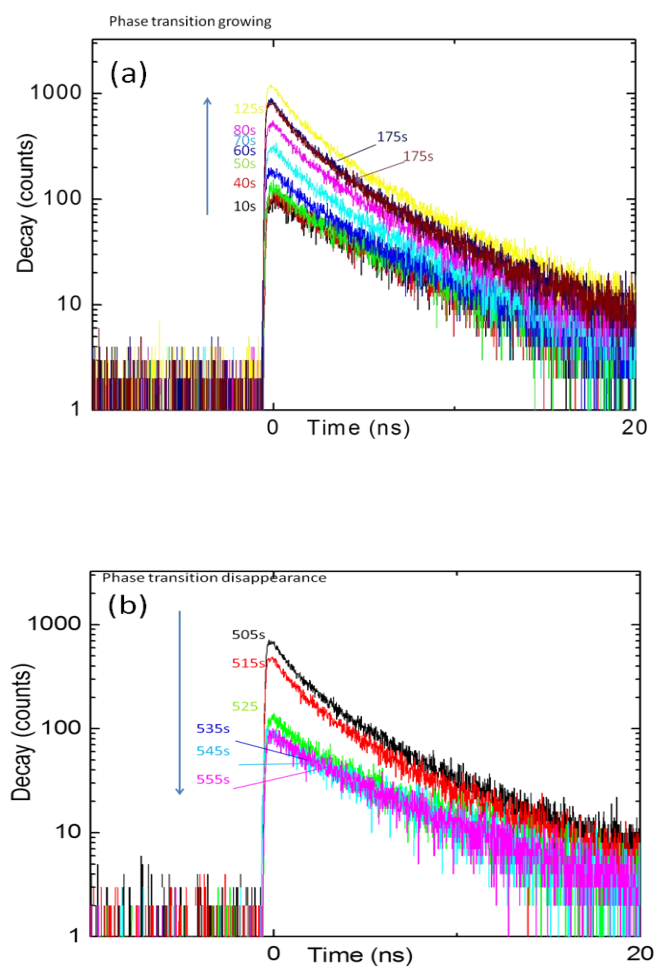 Phase transition growing
(a)
1000
100
10
1
Decay (counts)
125s
80s
70s
60s
50s
40s
10s
175s
175s
0
Time (ns)
20
Phase transition disappearance
(b)
1000
100
10
1
Decay (counts)
505s
515s
525
535s
545s
555s
0
Time (ns)
20